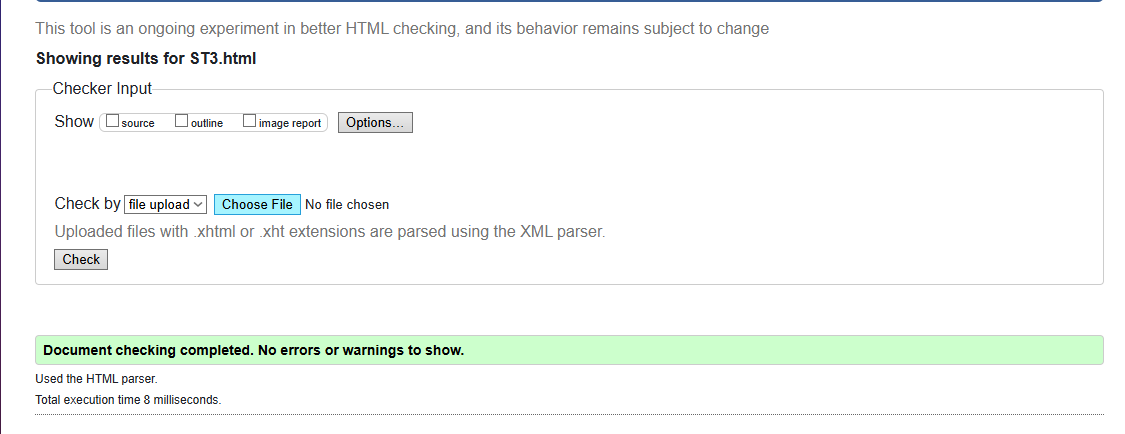 This tool is an ongoing experiment in better HTML checking, and its behavior remains subject to change
Showing results for ST3.html
Checker Input
Show source outline image report Options...
Check by file upload Choose File No file chosen
Uploaded files with .xhtml or .xht extensions are parsed using the XML parser.
Check
Document checking completed. No errors or warnings to show.
Used the HTML parser.
Total execution time 8 milliseconds.